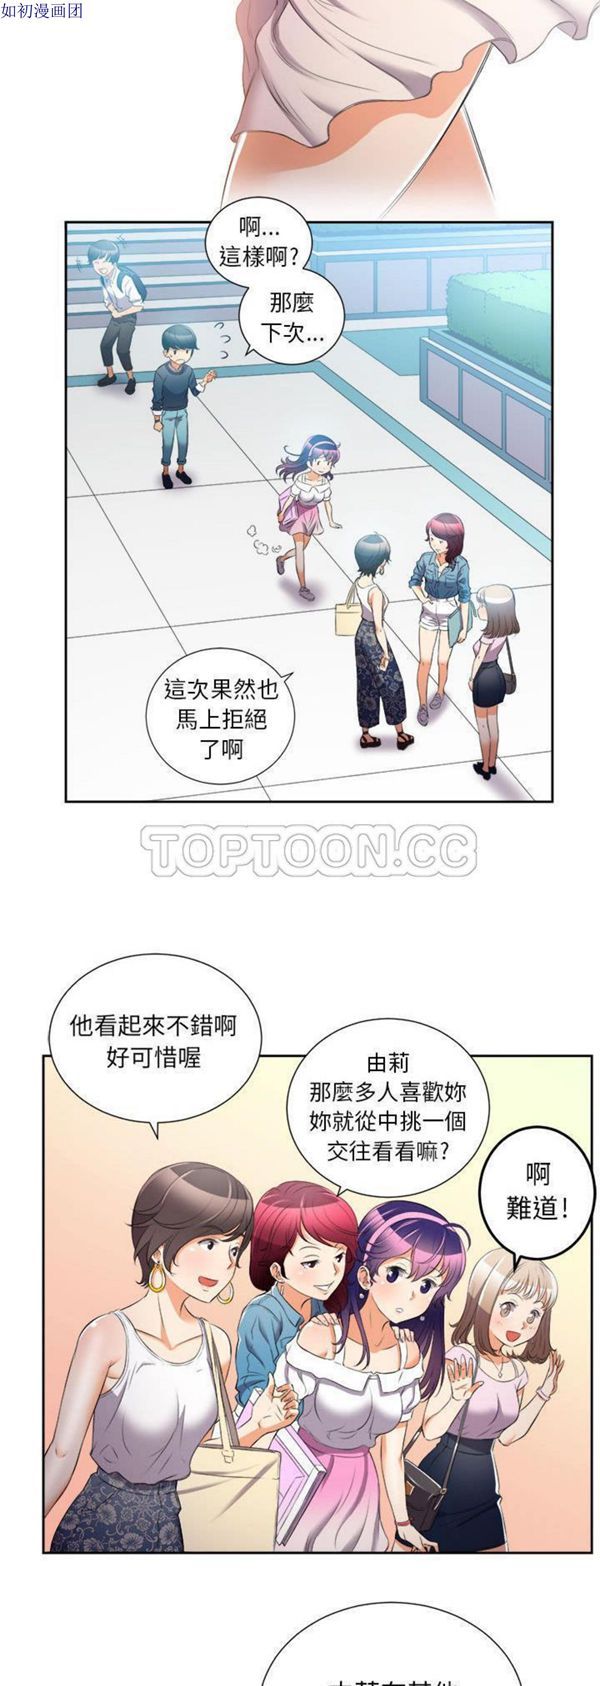 如初漫画团
啊...
這樣啊?
那麼
下次...
這次果然也
馬上拒絕
了啊
TOPTOON.CC
他看起來不錯啊
好可惜喔
由莉
那麼多人喜歡妳
妳就從中挑一個
交往看看嘛?
啊
難道!